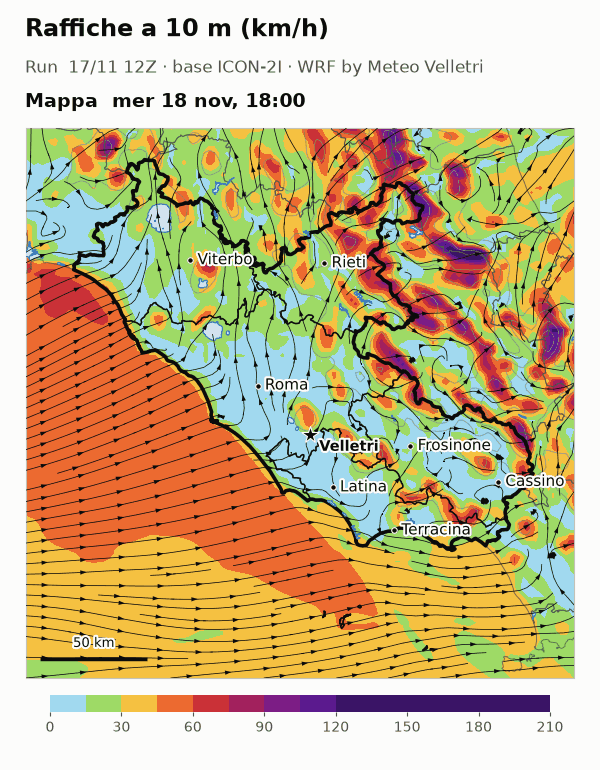 Raffiche a 10 m (km/h)
Run  17/11 12Z · base ICON-2I · WRF by Meteo Velletri
Mappa  mer 18 nov, 18:00
Viterbo
Rieti
Roma
Velletri
Frosinone
Cassino
Latina
Terracina
50 km
0 30 60 90 120 150 180 210